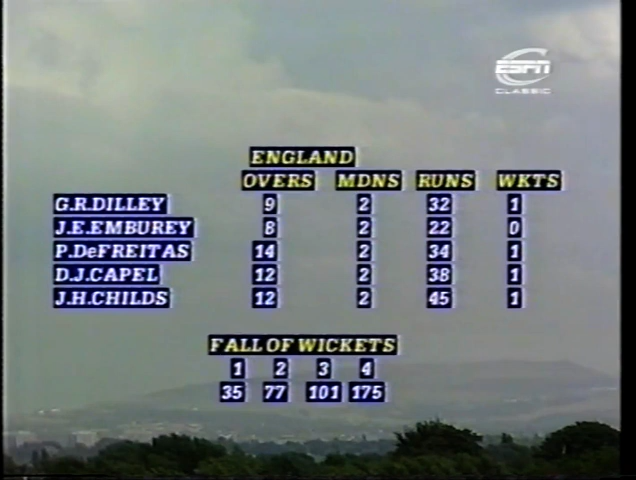 ESPN
CLASSIC
ENGLAND
OVERS MDNS RUNS WKTS
G.R.DILLEY 9 2 32 1
J.E.EMBUREY 8 2 22 0
P.DeFREITAS 14 2 34 1
D.J.CAPEL 12 2 38 1
J.H.CHILDS 12 2 45 1
FALL OF WICKETS
1 2 3 4
35 77 101 175